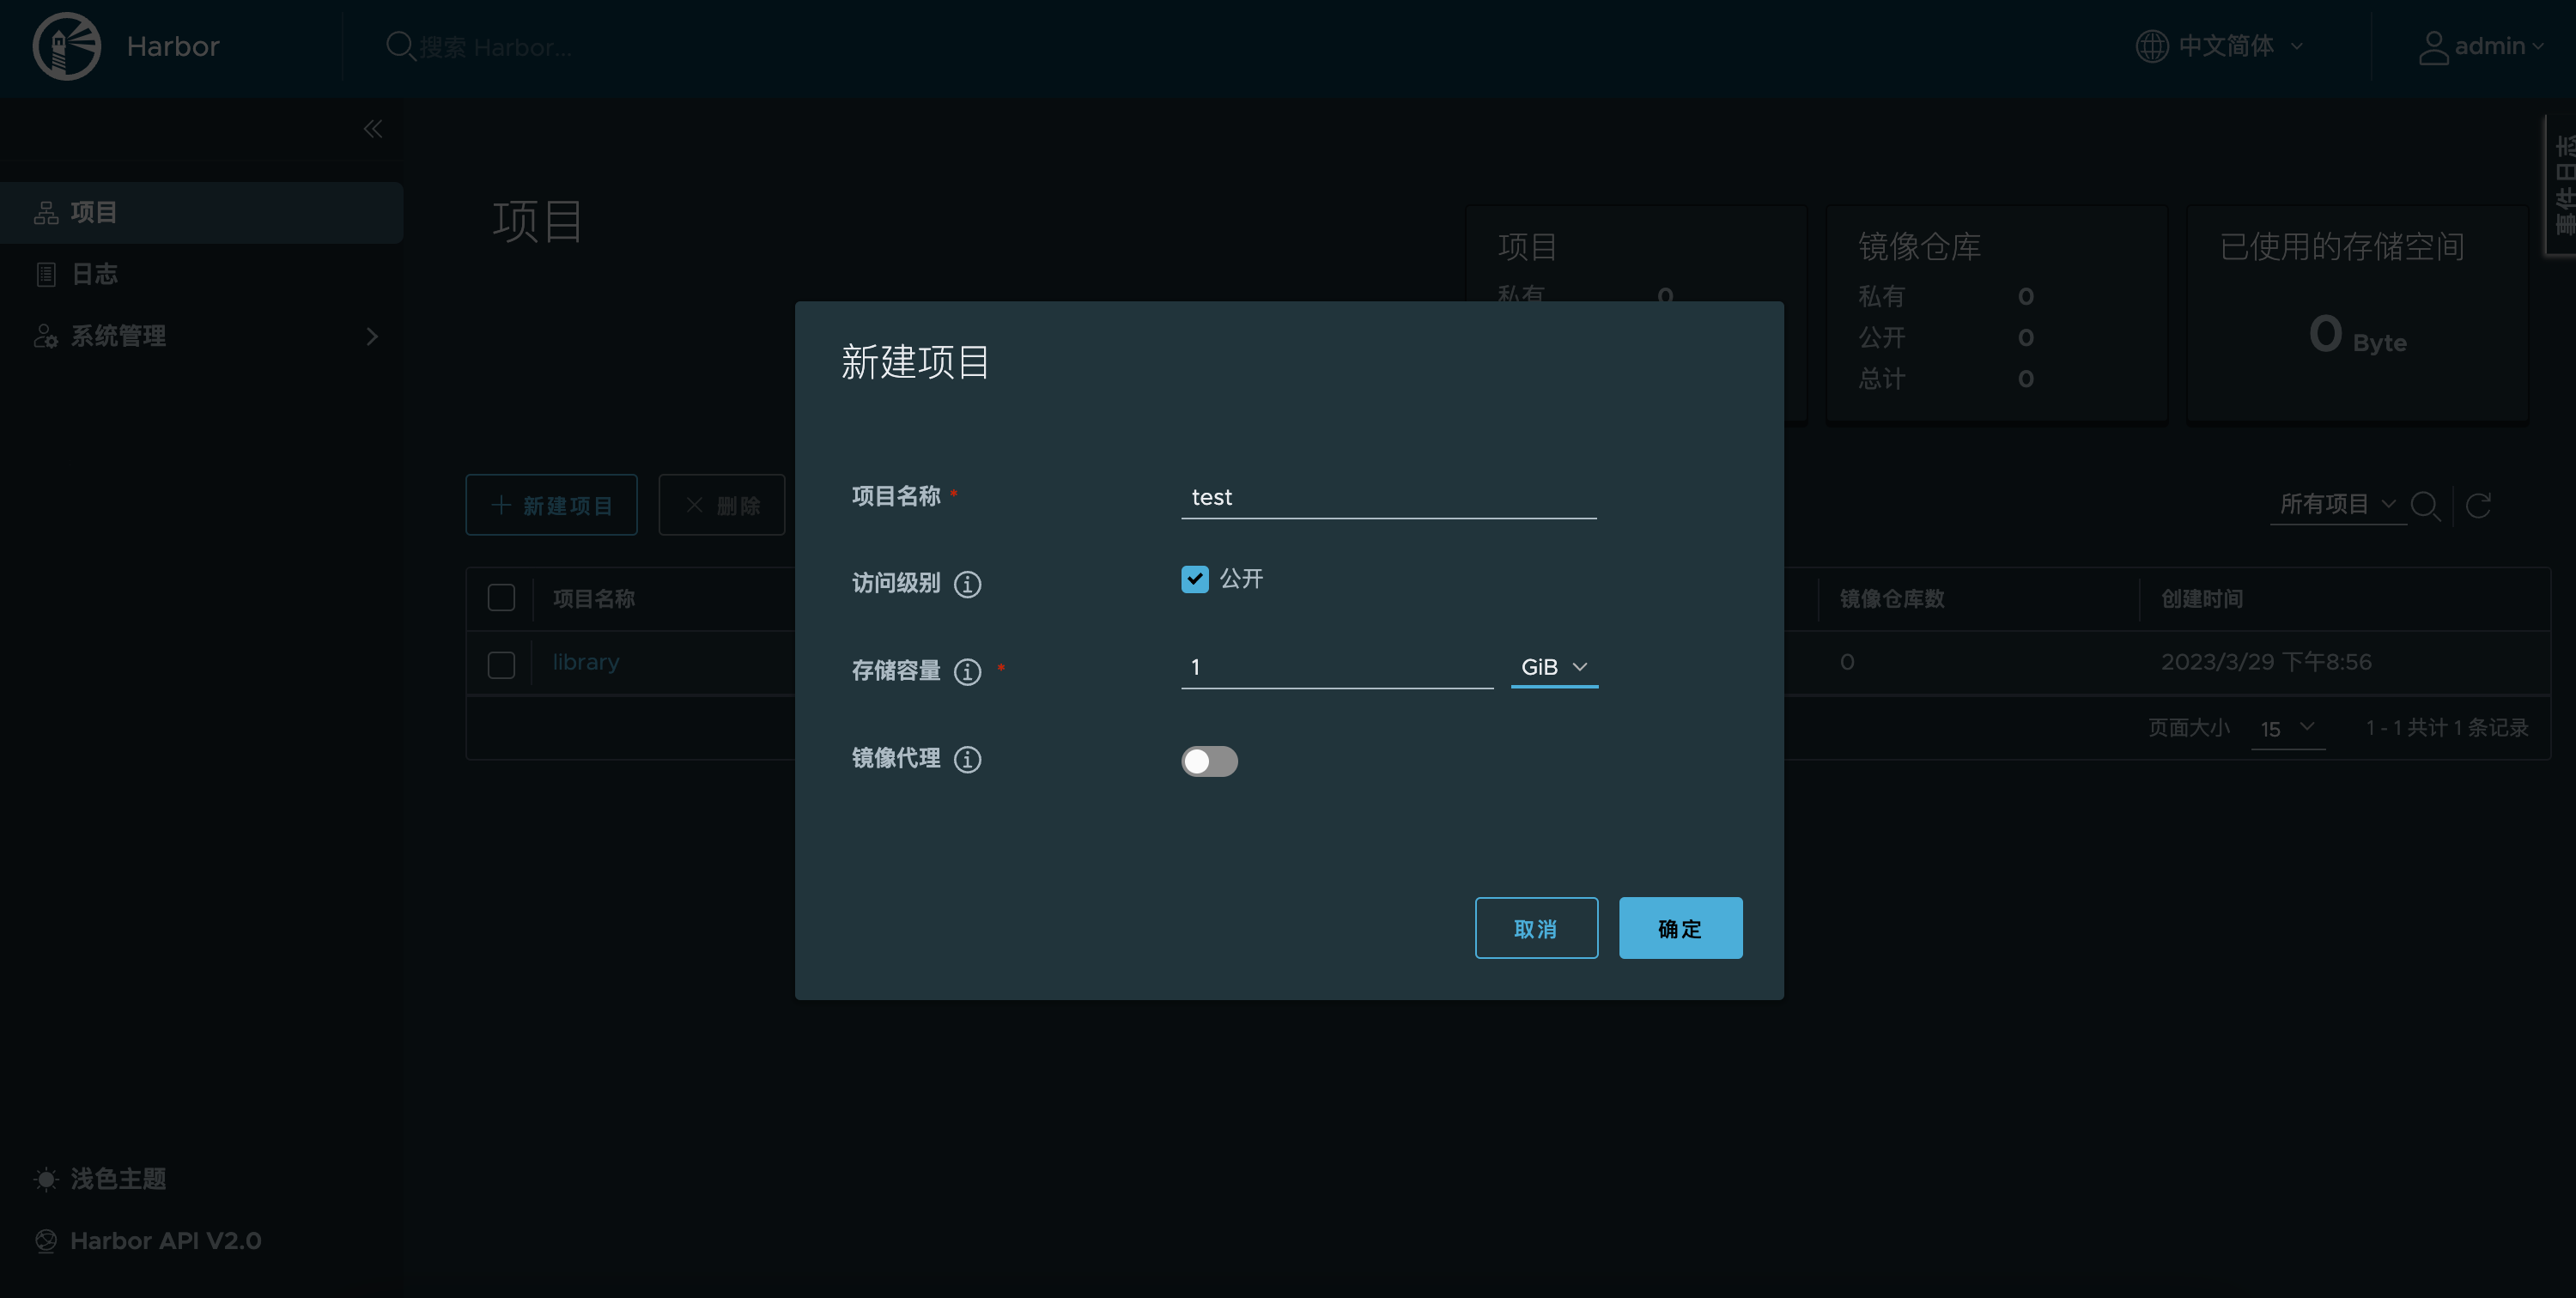 Harbor
搜索 Harbor...
中文简体
admin
事件日志
项目
日志
系统管理
项目
项目
私有 0
镜像仓库
私有 0
公开 0
总计 0
已使用的存储空间
0 Byte
新建项目
删除
所有项目
项目名称
镜像仓库数
创建时间
library
0
2023/3/29 下午8:56
页面大小 15
1 - 1 共计 1 条记录
新建项目
项目名称 *
test
访问级别
公开
存储容量 *
1
GiB
镜像代理
取消
确定
浅色主题
Harbor API V2.0